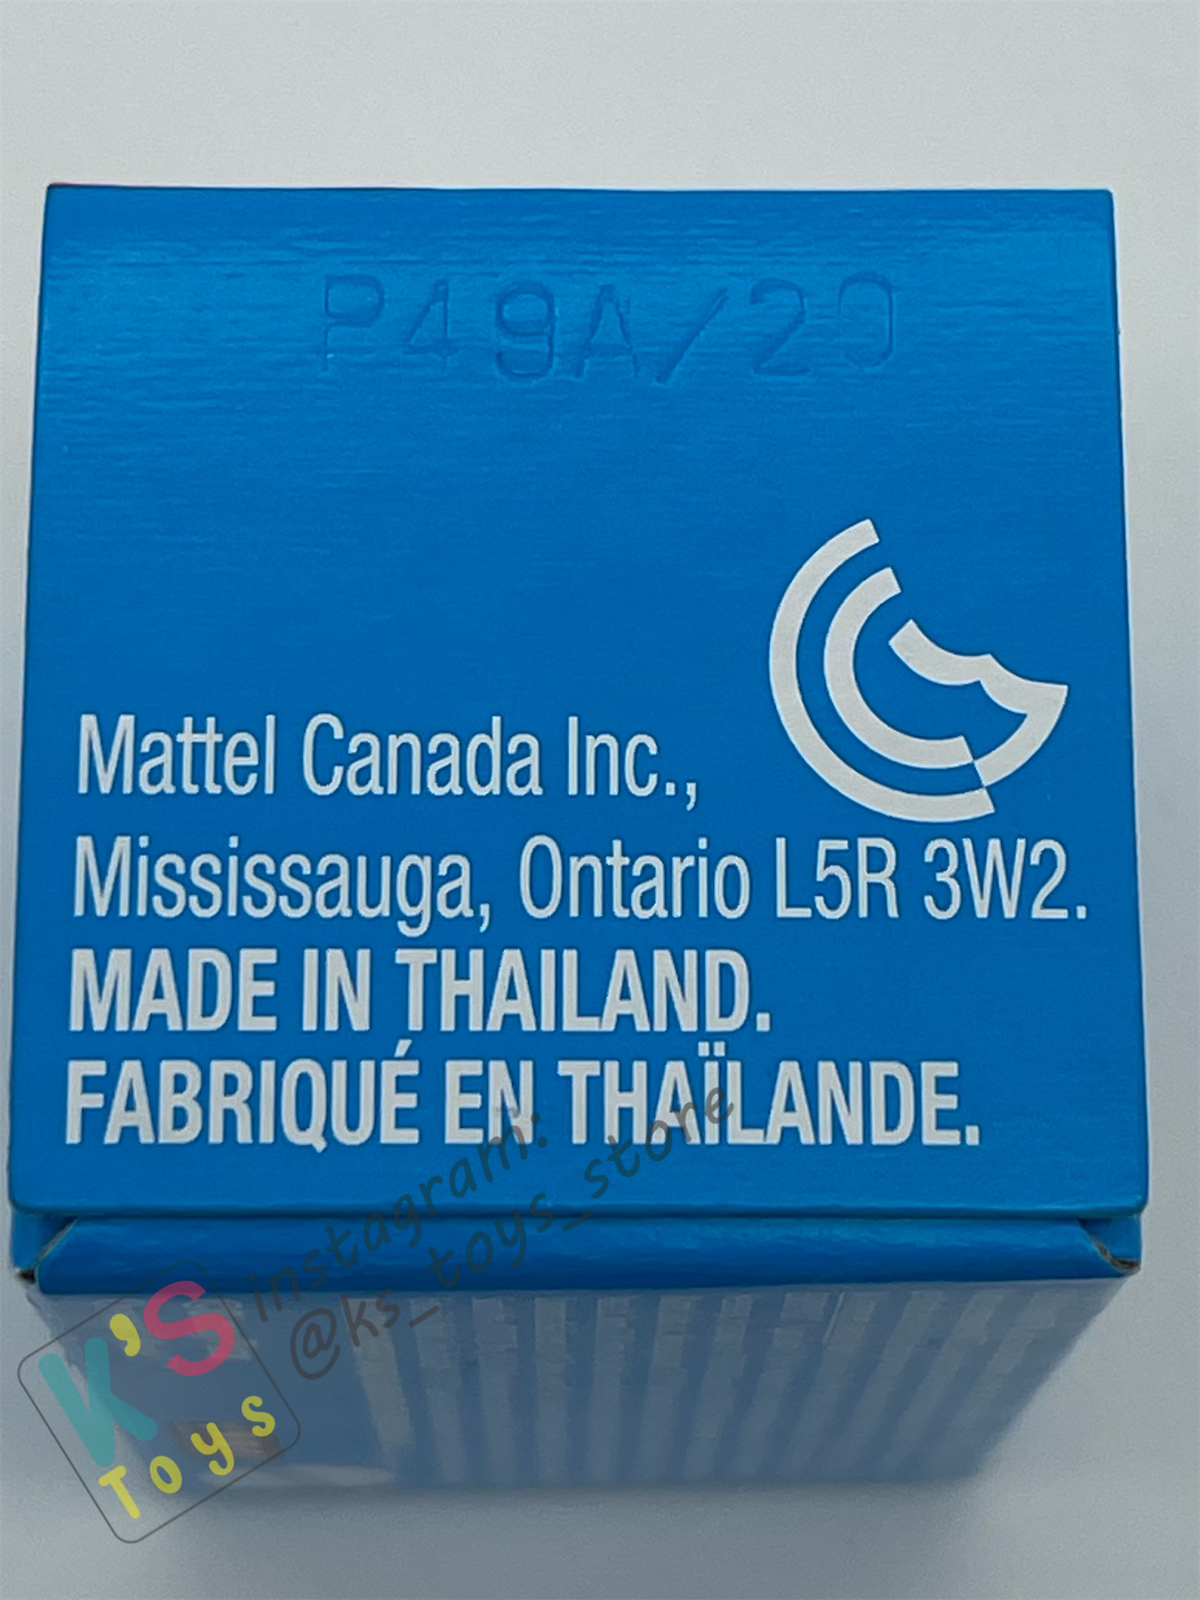 P49A/20
Mattel Canada Inc.,
Mississauga, Ontario L5R 3W2.
MADE IN THAILAND.
FABRIQUÉ EN THAÏLANDE.
instagram:
@ks_toys_store
K's
Toys